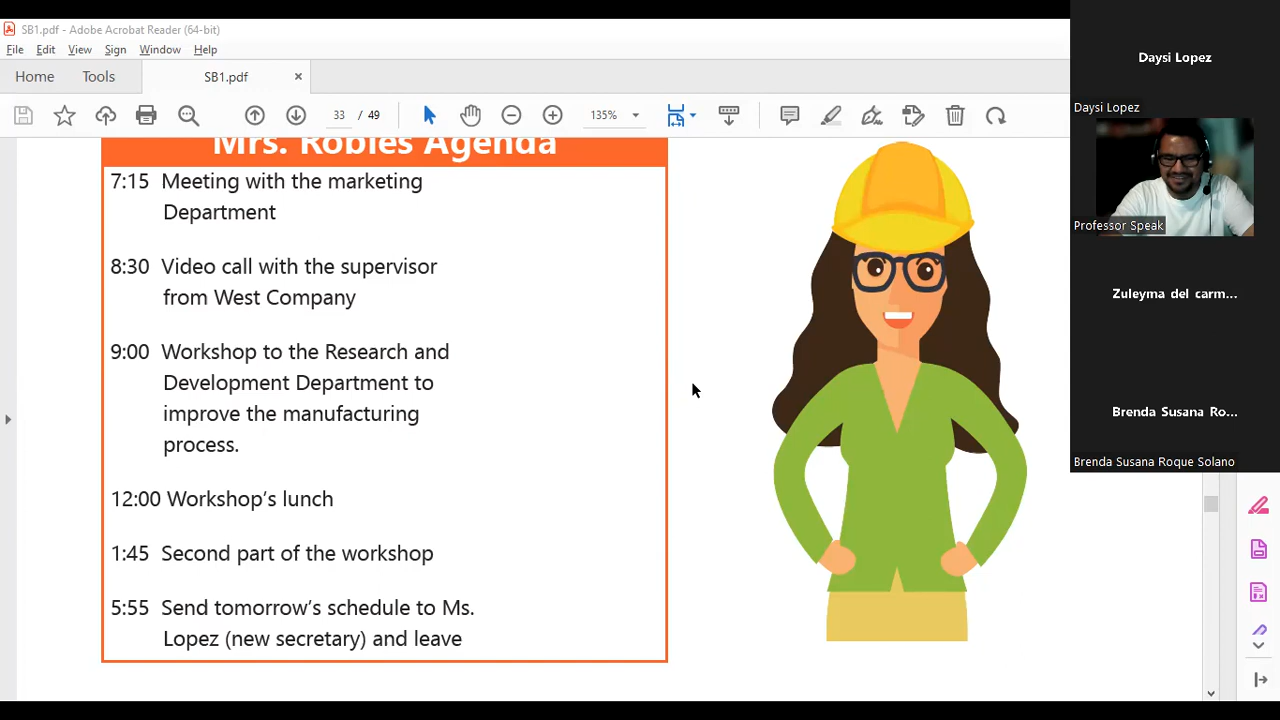 SB1.pdf - Adobe Acrobat Reader (64-bit)
File Edit View Sign Window Help
Home Tools SB1.pdf ×
33 / 49 135%
Mrs. Robles Agenda
7:15 Meeting with the marketing
Department
8:30 Video call with the supervisor
from West Company
9:00 Workshop to the Research and
Development Department to
improve the manufacturing
process.
12:00 Workshop's lunch
1:45 Second part of the workshop
5:55 Send tomorrow's schedule to Ms.
Lopez (new secretary) and leave
Daysi Lopez
Daysi Lopez
Professor Speak
Zuleyma del carm...
Brenda Susana Ro...
Brenda Susana Roque Solano